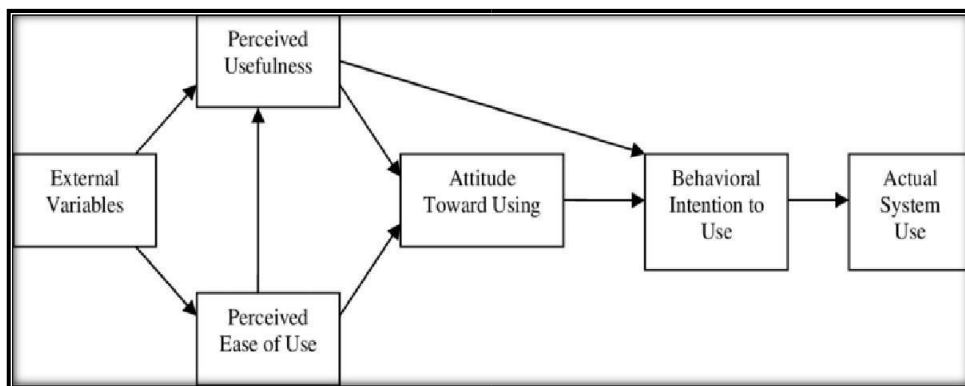 Perceived
Usefulness
External
Variables
Attitude
Toward Using
Behavioral
Intention to
Use
Actual
System
Use
Perceived
Ease of Use